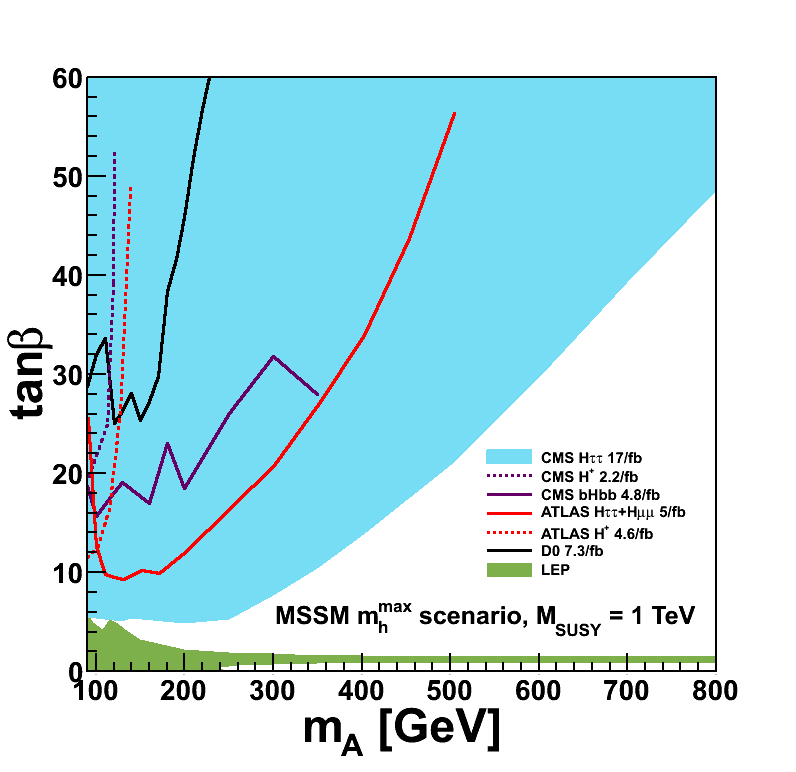 60
50
40
30
20
10
0
tanβ
CMS Hττ 17/fb
CMS H⁺ 2.2/fb
CMS bHbb 4.8/fb
ATLAS Hττ+Hμμ 5/fb
ATLAS H⁺ 4.6/fb
D0 7.3/fb
LEP
MSSM m_h^max scenario, M_SUSY = 1 TeV
100 200 300 400 500 600 700 800
m_A [GeV]